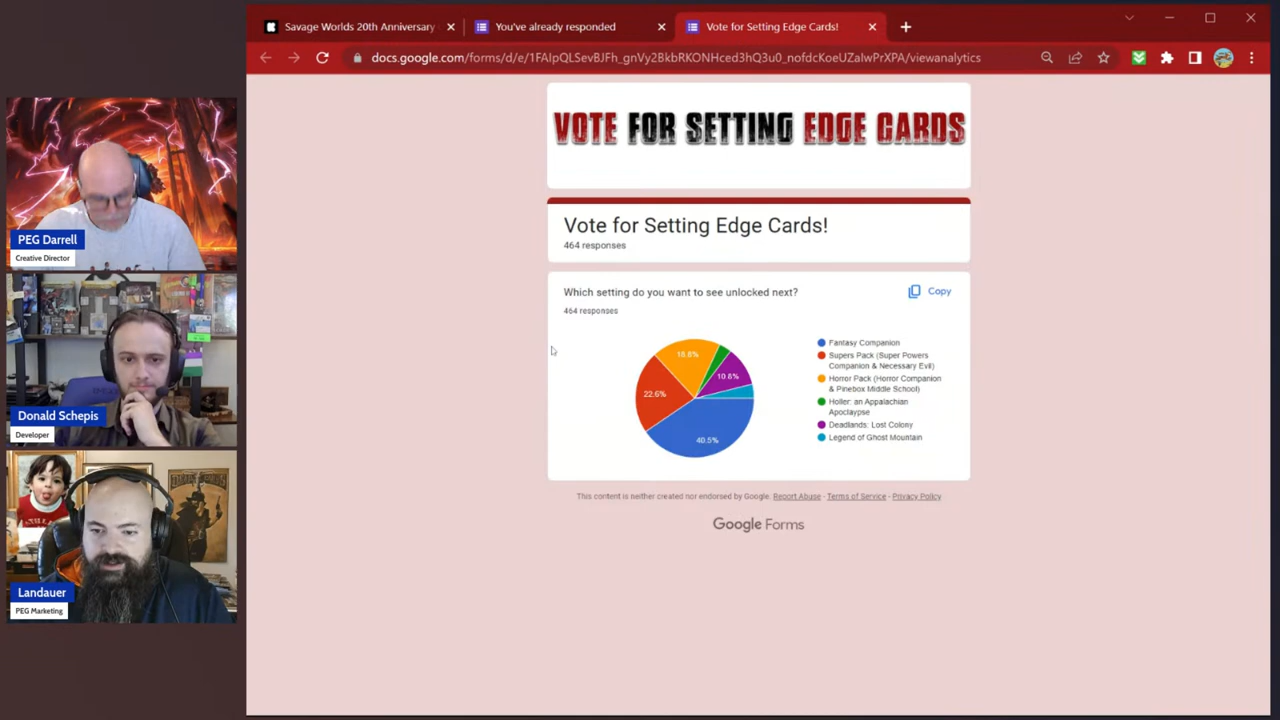 Savage Worlds 20th Anniversary
You've already responded
Vote for Setting Edge Cards!
docs.google.com/forms/d/e/1FAIpQLSevBJFh_gnVy2BkbRKONHced3hQ3u0_nofdcKoeUZaIwPrXPA/viewanalytics
VOTE FOR SETTING EDGE CARDS
Vote for Setting Edge Cards!
464 responses
Which setting do you want to see unlocked next?
Copy
464 responses
18.8%
10.8%
22.6%
40.5%
Fantasy Companion
Supers Pack (Super Powers
Companion & Necessary Evil)
Horror Pack (Horror Companion
& Pinebox Middle School)
Holler: an Appalachian
Apoclaypse
Deadlands: Lost Colony
Legend of Ghost Mountain
This content is neither created nor endorsed by Google. Report Abuse - Terms of Service - Privacy Policy
Google Forms
PEG Darrell
Creative Director
Donald Schepis
Developer
Landauer
PEG Marketing